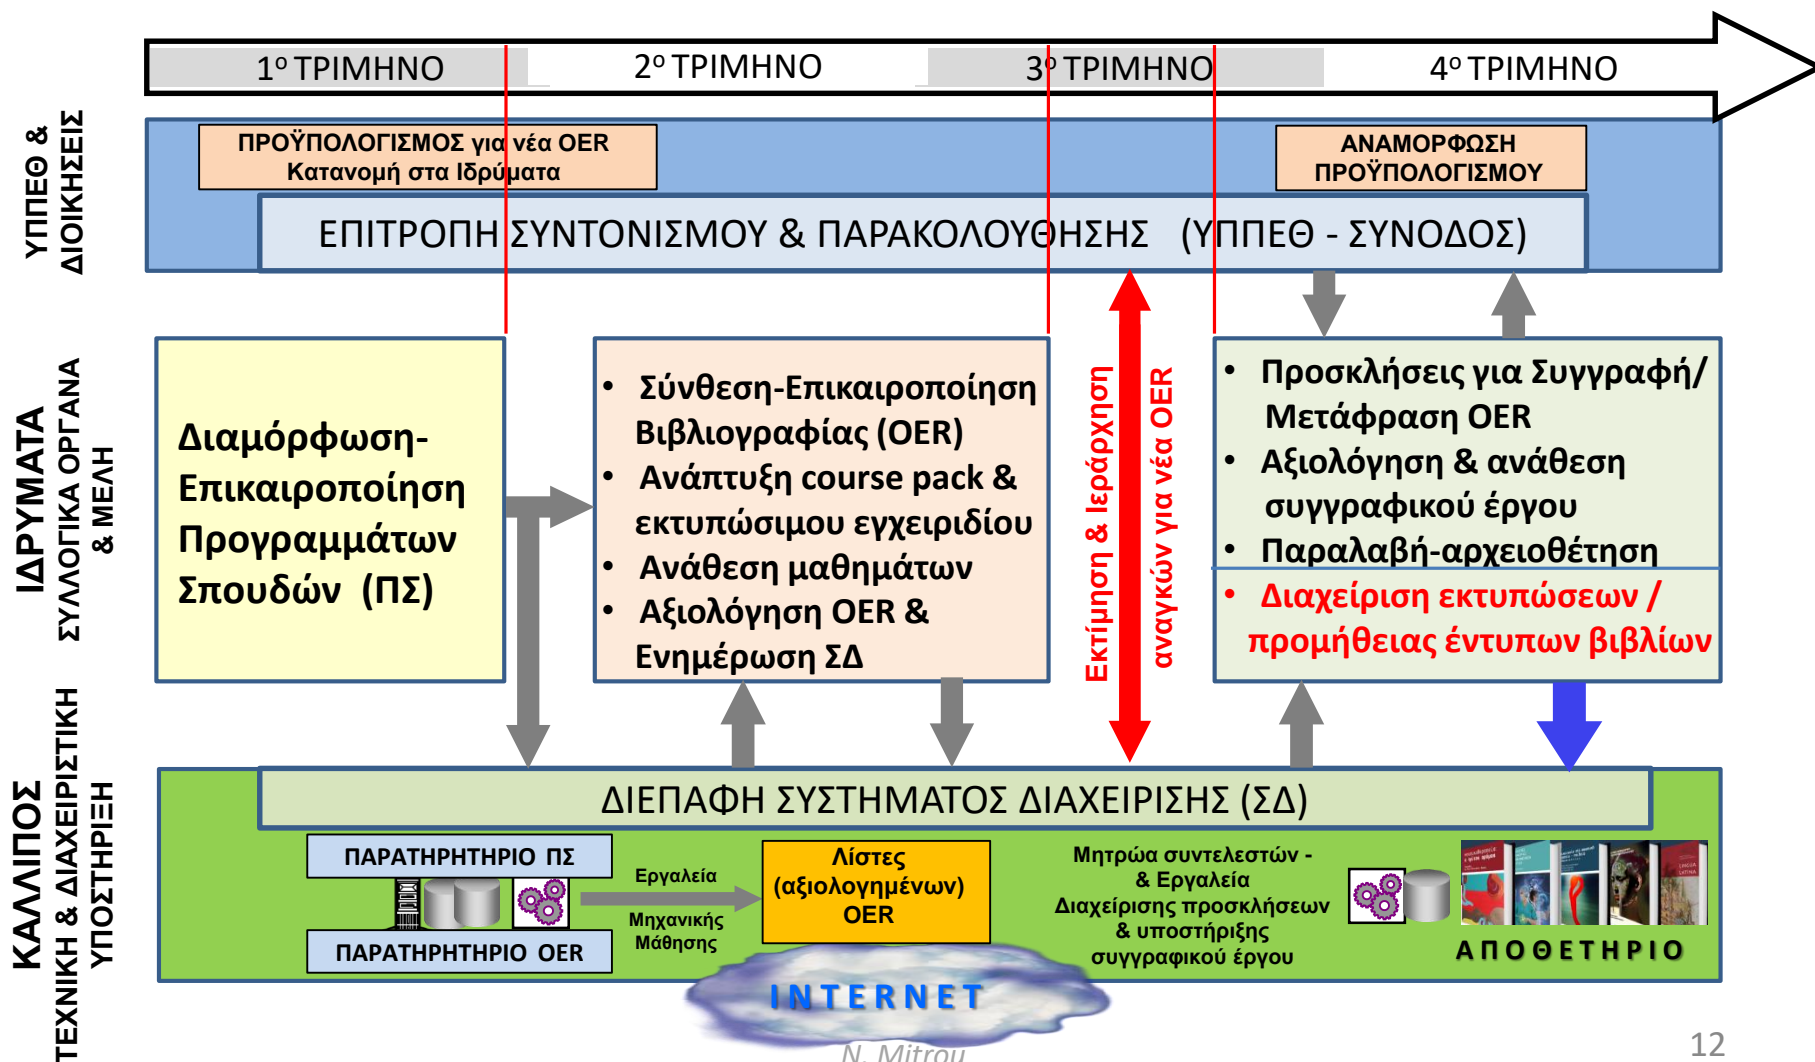 1ο ΤΡΙΜΗΝΟ
2ο ΤΡΙΜΗΝΟ
3ο ΤΡΙΜΗΝΟ
4ο ΤΡΙΜΗΝΟ
ΥΠΠΕΘ &
ΔΙΟΙΚΗΣΕΙΣ
ΠΡΟΫΠΟΛΟΓΙΣΜΟΣ για νέα OER
Κατανομή στα Ιδρύματα
ΑΝΑΜΟΡΦΩΣΗ
ΠΡΟΫΠΟΛΟΓΙΣΜΟΥ
ΕΠΙΤΡΟΠΗ ΣΥΝΤΟΝΙΣΜΟΥ & ΠΑΡΑΚΟΛΟΥΘΗΣΗΣ (ΥΠΠΕΘ - ΣΥΝΟΔΟΣ)
ΙΔΡΥΜΑΤΑ
ΣΥΛΛΟΓΙΚΑ ΟΡΓΑΝΑ
& ΜΕΛΗ
Διαμόρφωση-
Επικαιροποίηση
Προγραμμάτων
Σπουδών (ΠΣ)
• Σύνθεση-Επικαιροποίηση
Βιβλιογραφίας (OER)
• Ανάπτυξη course pack &
εκτυπώσιμου εγχειριδίου
• Ανάθεση μαθημάτων
• Αξιολόγηση OER &
Ενημέρωση ΣΔ
Εκτίμηση & Ιεράρχηση
αναγκών για νέα OER
• Προσκλήσεις για Συγγραφή/
Μετάφραση OER
• Αξιολόγηση & ανάθεση
συγγραφικού έργου
• Παραλαβή-αρχειοθέτηση
• Διαχείριση εκτυπώσεων /
προμήθειας έντυπων βιβλίων
ΚΑΛΛΙΠΟΣ
ΤΕΧΝΙΚΗ & ΔΙΑΧΕΙΡΙΣΤΙΚΗ
ΥΠΟΣΤΗΡΙΞΗ
ΔΙΕΠΑΦΗ ΣΥΣΤΗΜΑΤΟΣ ΔΙΑΧΕΙΡΙΣΗΣ (ΣΔ)
ΠΑΡΑΤΗΡΗΤΗΡΙΟ ΠΣ
ΠΑΡΑΤΗΡΗΤΗΡΙΟ OER
Εργαλεία
Μηχανικής
Μάθησης
Λίστες
(αξιολογημένων)
OER
Μητρώα συντελεστών -
& Εργαλεία
Διαχείρισης προσκλήσεων
& υποστήριξης
συγγραφικού έργου
ΑΠΟΘΕΤΗΡΙΟ
INTERNET
N. Mitrou
12